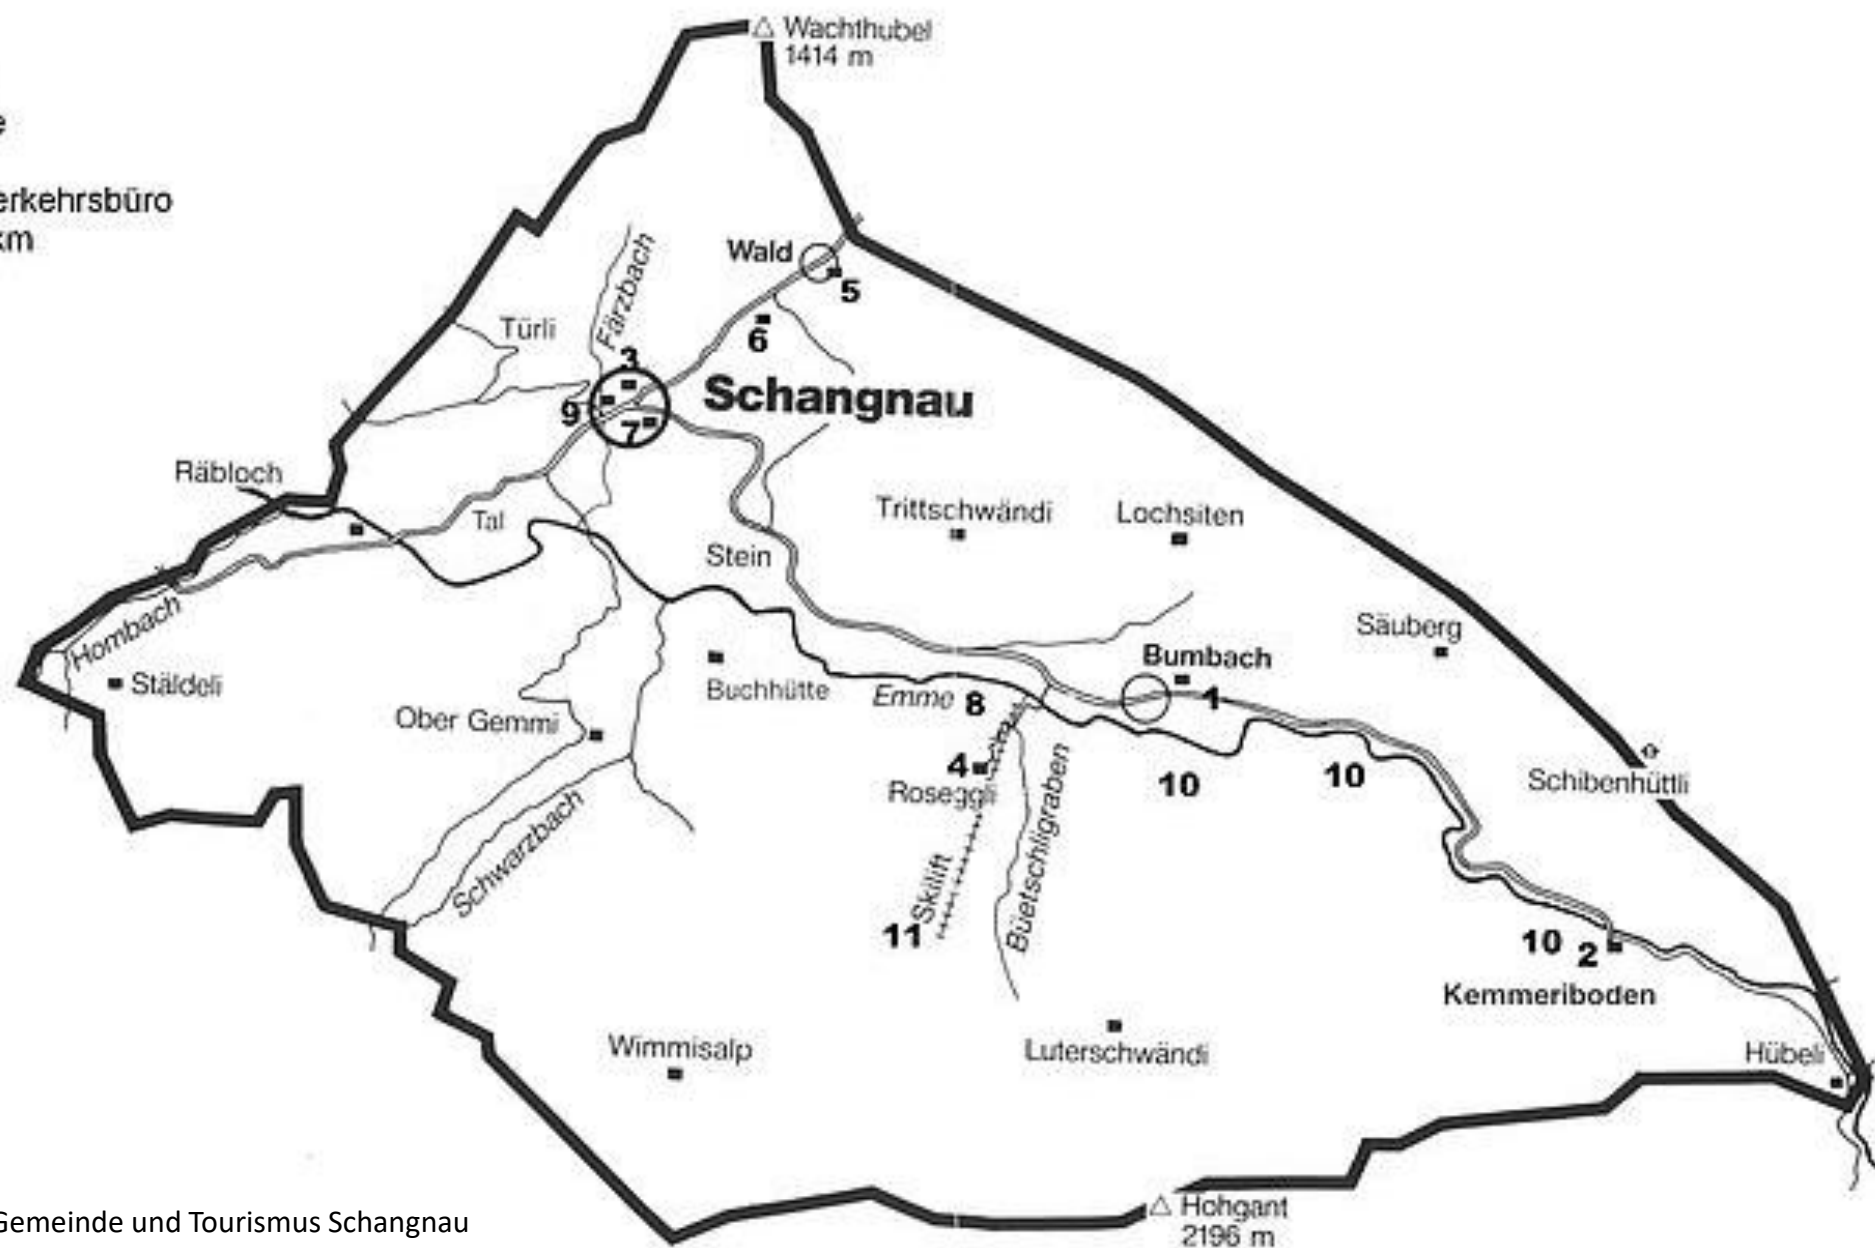 Wachthubel
1414 m
e
erkehrsbüro
km
Wald
5
Färzbach
Türli
6
3
Schangnau
9
7
Räbloch
Trittschwändi
Lochsiten
Tal
Stein
Hombach
Säuberg
Bumbach
Stäldeli
Buchhütte
Emme
8
1
Ober Gemmi
4
Roseggli
10
10
Schibenhüttli
Büetschligraben
Schwarzbach
Skilift
11
10
2
Kemmeriboden
Wimmisalp
Luterschwändi
Hübeli
Gemeinde und Tourismus Schangnau
Hohgant
2196 m